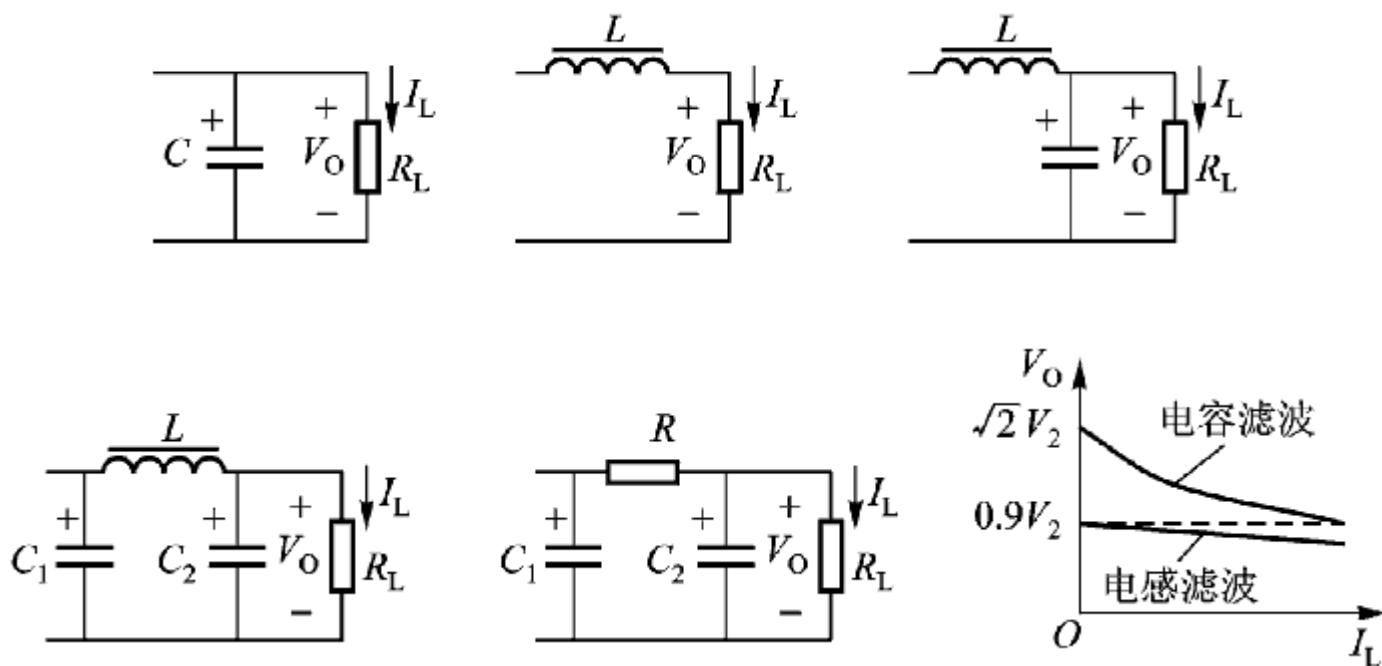 L
L
+
C
+
V_O
−
R_L
I_L
+
V_O
−
R_L
I_L
+
+
V_O
−
R_L
I_L
L
+
C_1
+
C_2
+
V_O
−
R_L
I_L
R
+
C_1
+
C_2
+
V_O
−
R_L
I_L
V_O
√2 V_2
电容滤波
0.9V_2
电感滤波
O
I_L